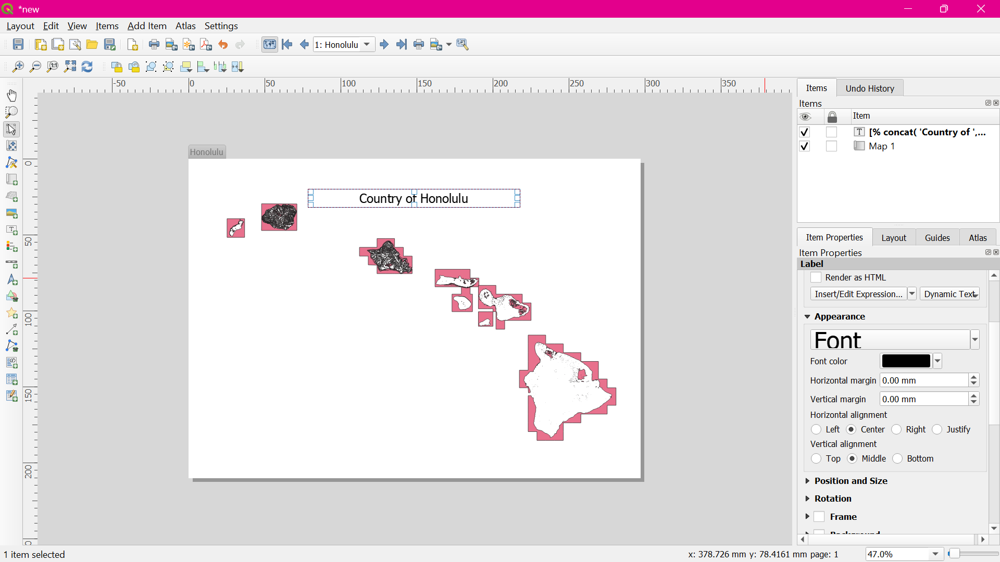 *new
Layout Edit View Items Add Item Atlas Settings
1: Honolulu
1:1
-50 0 50 100 150 200 250 300 350
Items Undo History
Items
Item
[% concat( 'Country of ',...
Map 1
Honolulu
0
50
100
150
200
Country of Honolulu
Item Properties Layout Guides Atlas
Item Properties
Label
Render as HTML
Insert/Edit Expression... Dynamic Text
Appearance
Font
Font color
Horizontal margin 0.00 mm
Vertical margin 0.00 mm
Horizontal alignment
Left Center Right Justify
Vertical alignment
Top Middle Bottom
Position and Size
Rotation
Frame
1 item selected
x: 378.726 mm y: 78.4161 mm page: 1
47.0%